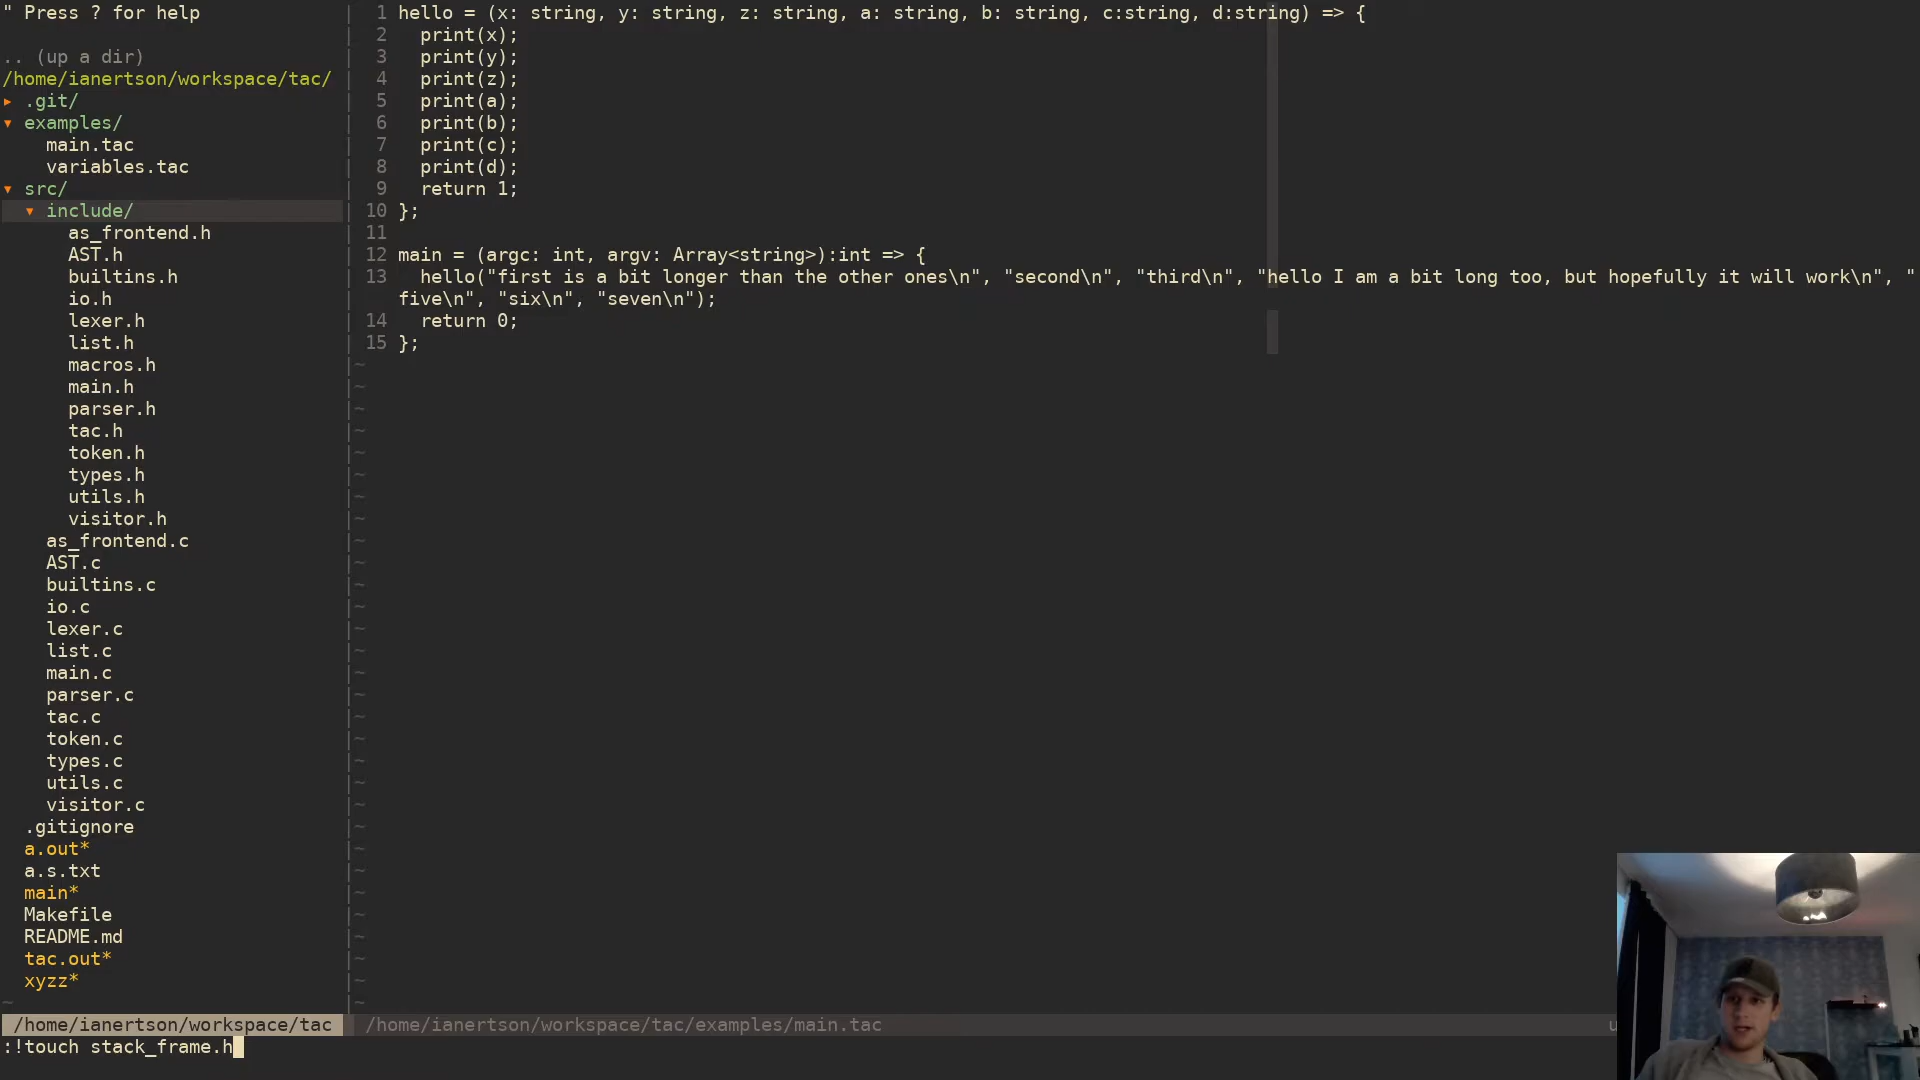 " Press ? for help
.. (up a dir)
/home/ianertson/workspace/tac/
▸ .git/
▾ examples/
main.tac
variables.tac
▾ src/
▾ include/
as_frontend.h
AST.h
builtins.h
io.h
lexer.h
list.h
macros.h
main.h
parser.h
tac.h
token.h
types.h
utils.h
visitor.h
as_frontend.c
AST.c
builtins.c
io.c
lexer.c
list.c
main.c
parser.c
tac.c
token.c
types.c
utils.c
visitor.c
.gitignore
a.out*
a.s.txt
main*
Makefile
README.md
tac.out*
xyzz*
~
1 hello = (x: string, y: string, z: string, a: string, b: string, c:string, d:string) => {
2 print(x);
3 print(y);
4 print(z);
5 print(a);
6 print(b);
7 print(c);
8 print(d);
9 return 1;
10 };
11
12 main = (argc: int, argv: Array<string>):int => {
13 hello("first is a bit longer than the other ones\n", "second\n", "third\n", "hello I am a bit long too, but hopefully it will work\n", "
five\n", "six\n", "seven\n");
14 return 0;
15 };
/home/ianertson/workspace/tac
/home/ianertson/workspace/tac/examples/main.tac
:!touch stack_frame.h